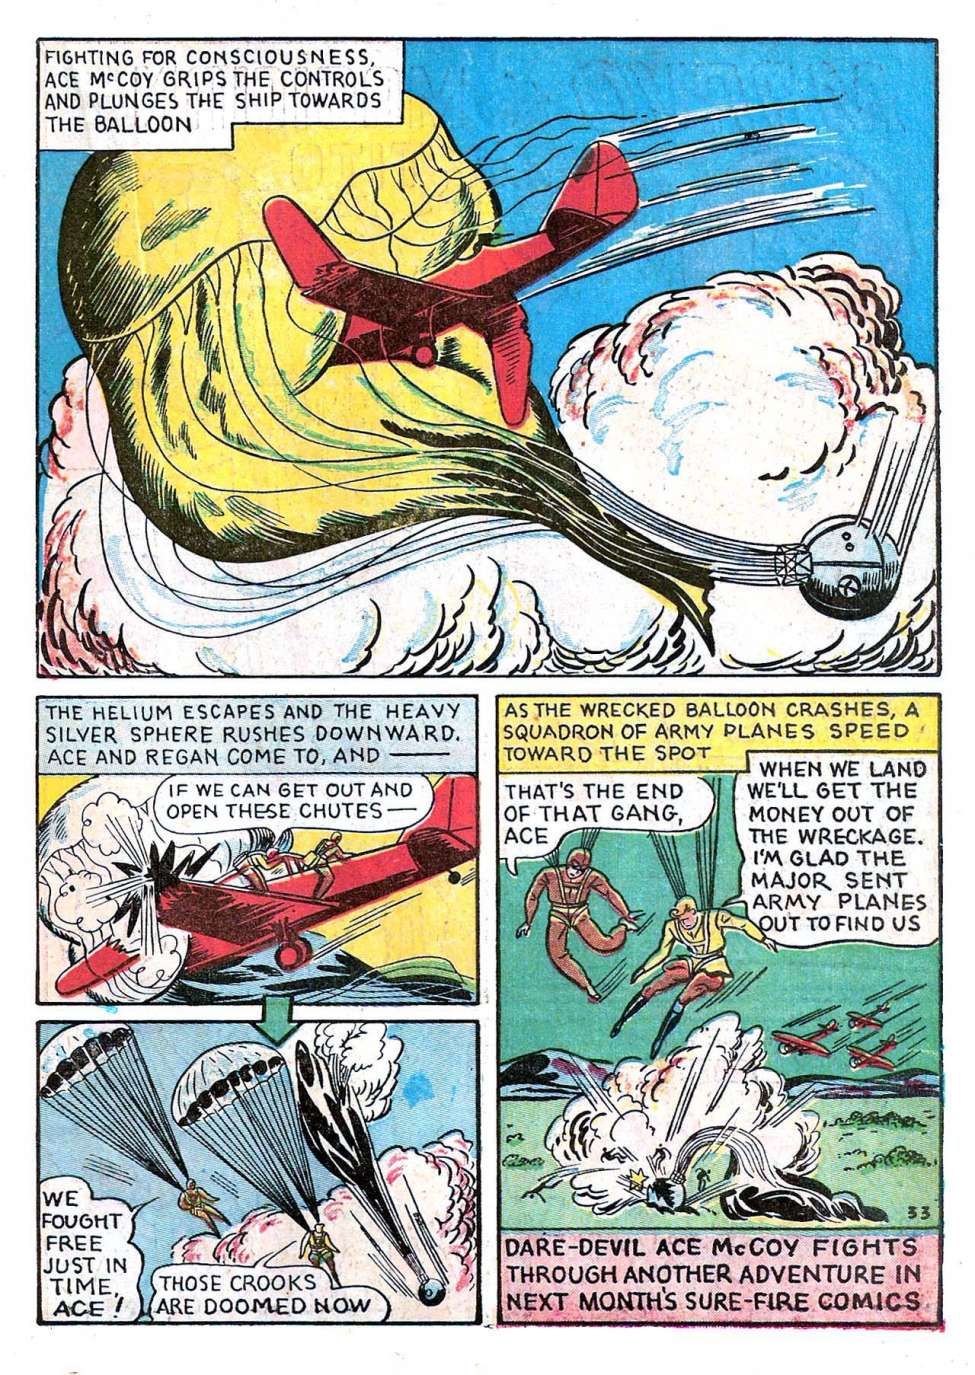 FIGHTING FOR CONSCIOUSNESS,
ACE McCOY GRIPS THE CONTROLS
AND PLUNGES THE SHIP TOWARDS
THE BALLOON
THE HELIUM ESCAPES AND THE HEAVY
SILVER SPHERE RUSHES DOWNWARD.
ACE AND REGAN COME TO, AND —
IF WE CAN GET OUT AND
OPEN THESE CHUTES —
WE
FOUGHT
FREE
JUST IN
TIME,
ACE!
THOSE CROOKS
ARE DOOMED NOW
AS THE WRECKED BALLOON CRASHES, A
SQUADRON OF ARMY PLANES SPEED
TOWARD THE SPOT
THAT'S THE END
OF THAT GANG,
ACE
WHEN WE LAND
WE'LL GET THE
MONEY OUT OF
THE WRECKAGE.
I'M GLAD THE
MAJOR SENT
ARMY PLANES
OUT TO FIND US
33
DARE-DEVIL ACE McCOY FIGHTS
THROUGH ANOTHER ADVENTURE IN
NEXT MONTH'S SURE-FIRE COMICS